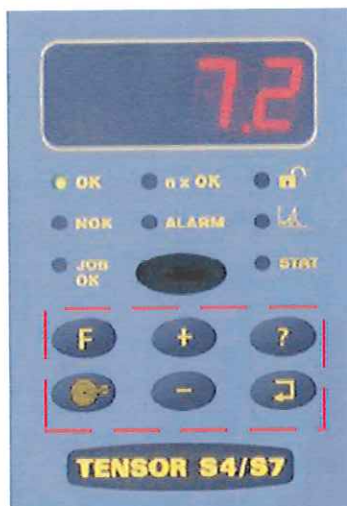 7.2
OK n x OK
NOK ALARM
JOB OK STAT
F + ?
-
TENSOR S4/S7